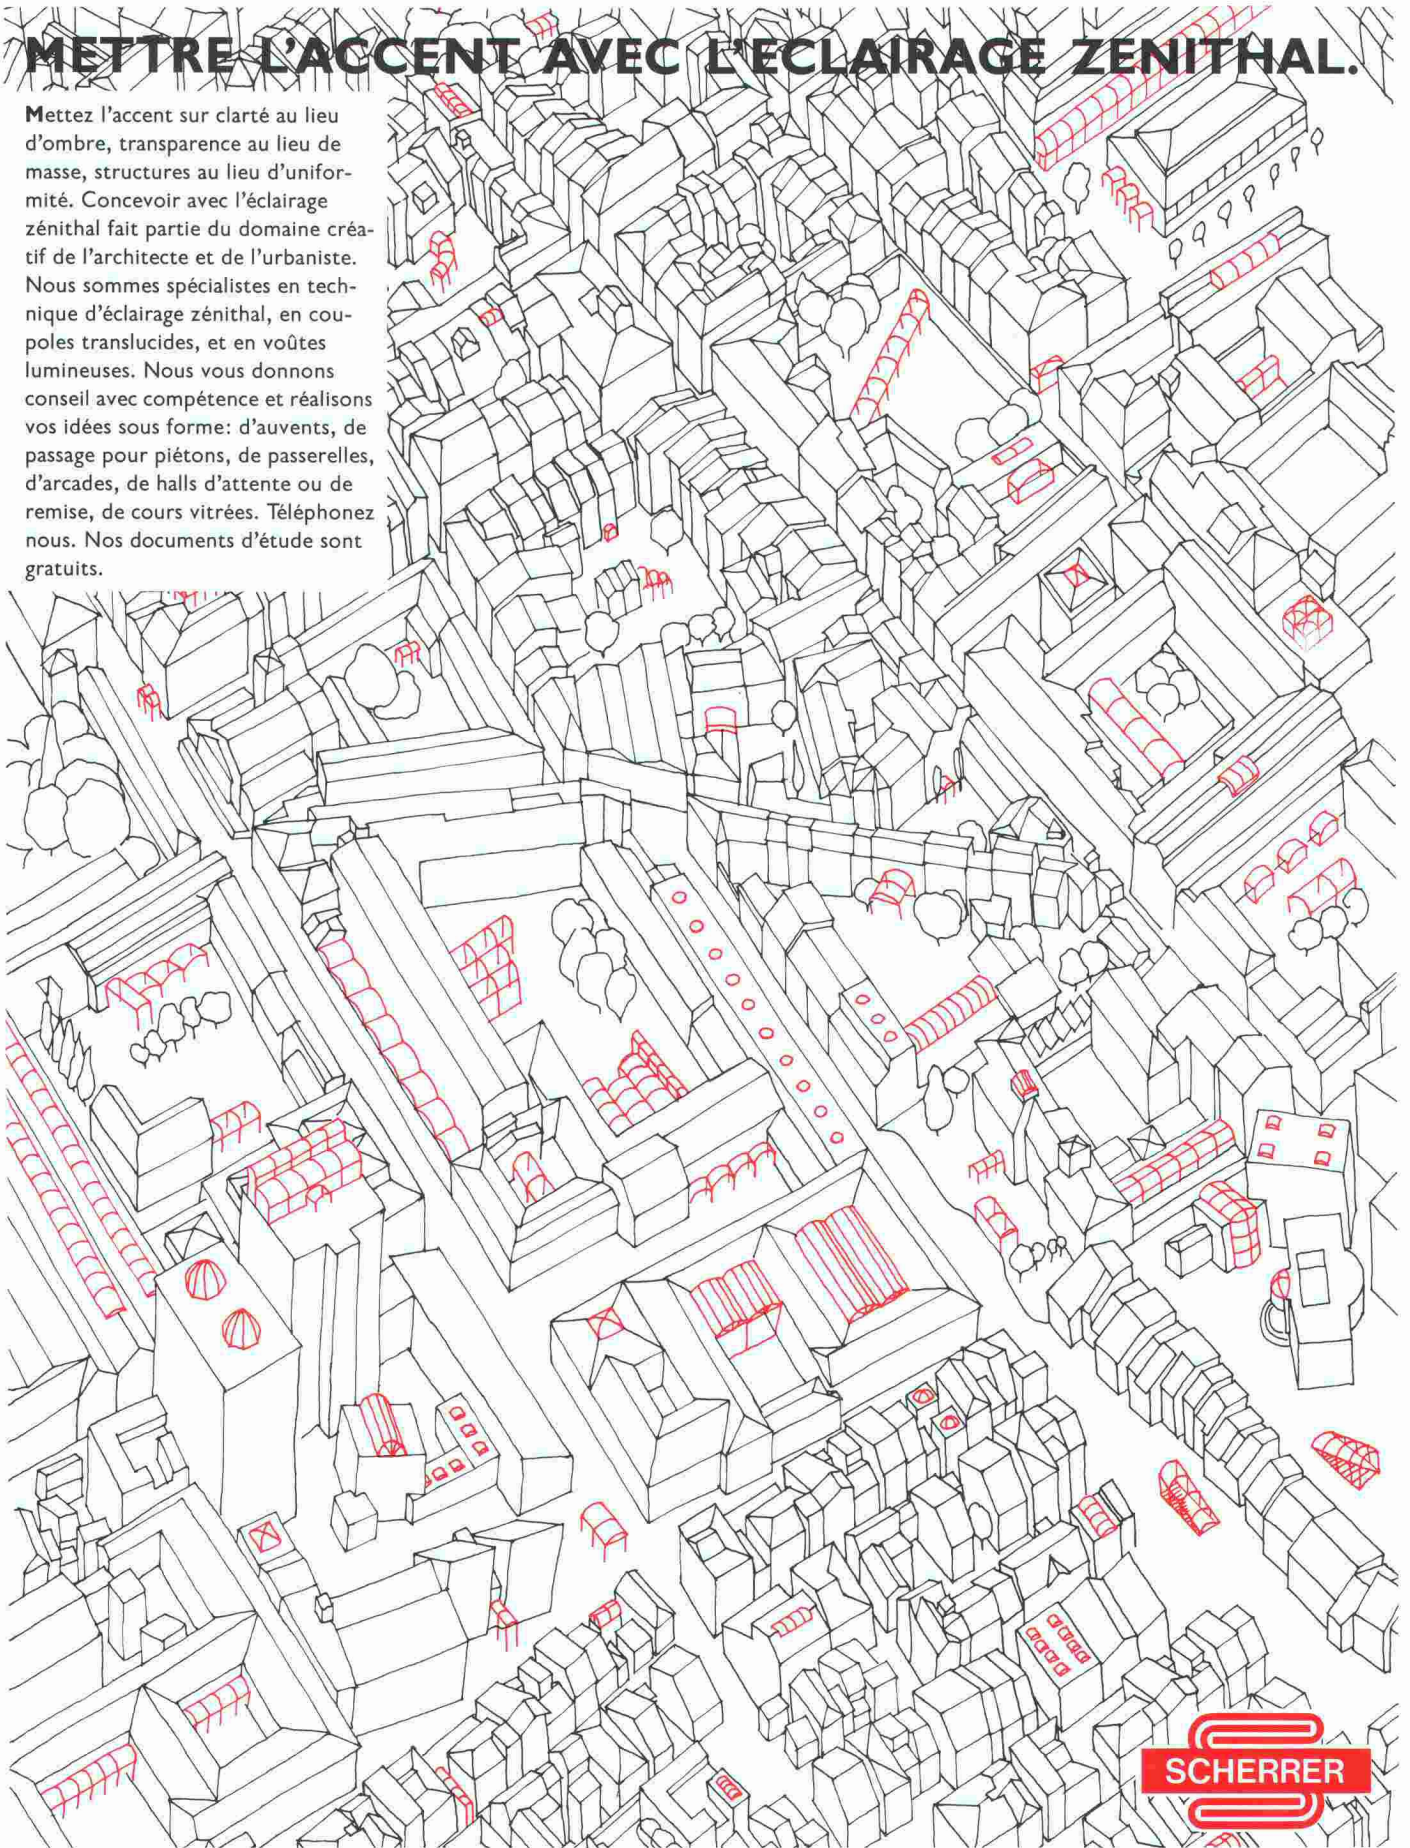 METTRE L'ACCENT AVEC L'ECLAIRAGE ZENITHAL.
Mettez l'accent sur clarté au lieu
d'ombre, transparence au lieu de
masse, structures au lieu d'unifor-
mité. Concevoir avec l'éclairage
zénithal fait partie du domaine créa-
tif de l'architecte et de l'urbaniste.
Nous sommes spécialistes en tech-
nique d'éclairage zénithal, en cou-
poles translucides, et en voûtes
lumineuses. Nous vous donnons
conseil avec compétence et réalisons
vos idées sous forme: d'auvents, de
passage pour piétons, de passerelles,
d'arcades, de halls d'attente ou de
remise, de cours vitrées. Téléphonez
nous. Nos documents d'étude sont
gratuits.
SCHERRER